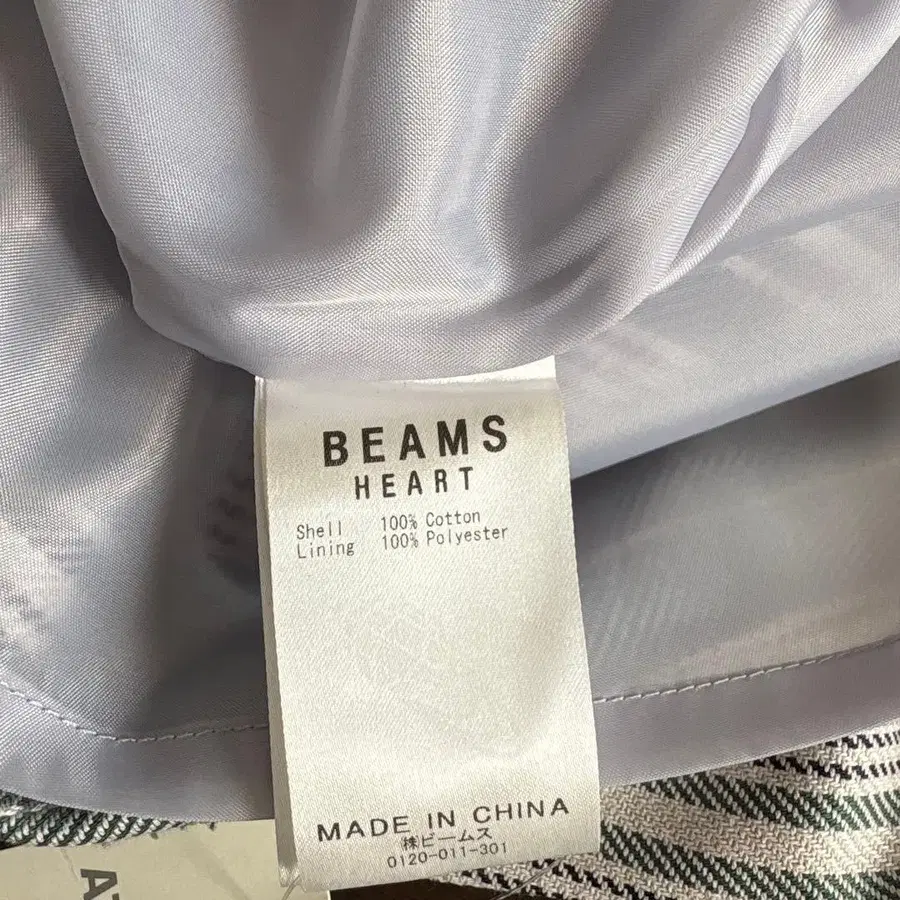 BEAMS
HEART
Shell 100% Cotton
Lining 100% Polyester
MADE IN CHINA
㈱ビームス
0120-011-301